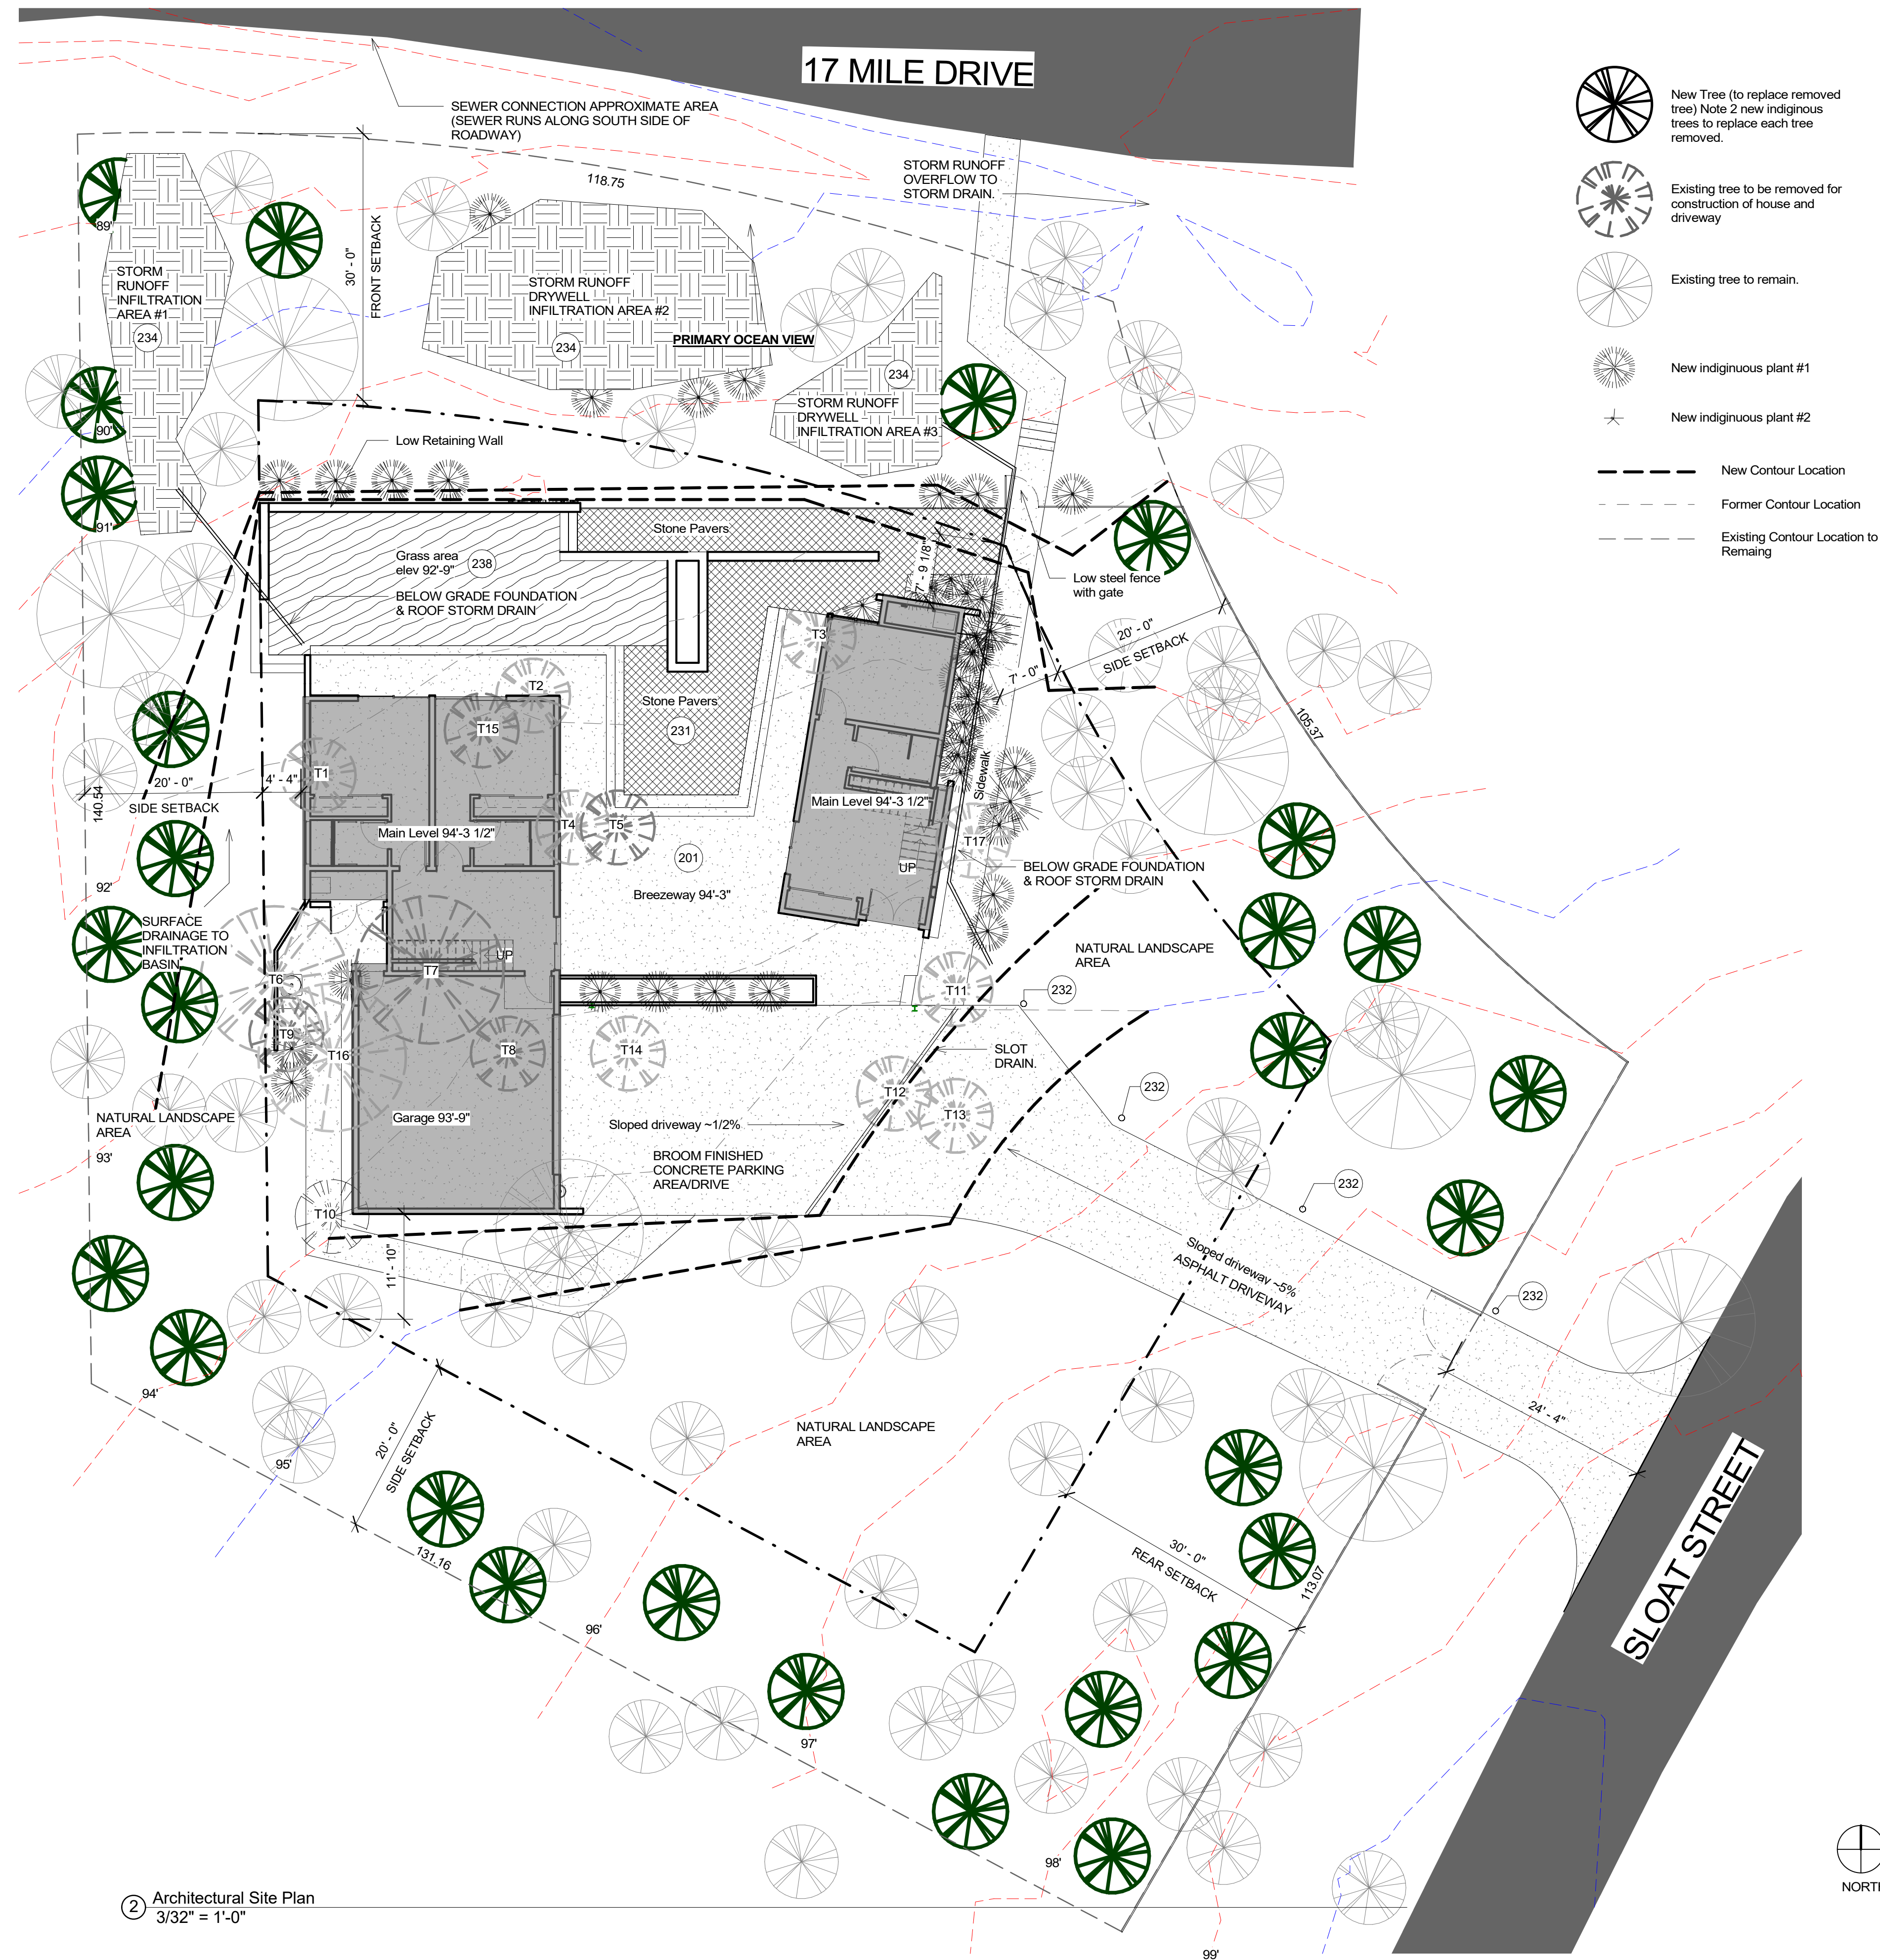 17 MILE DRIVE
SEWER CONNECTION APPROXIMATE AREA
(SEWER RUNS ALONG SOUTH SIDE OF
ROADWAY)
118.75
STORM RUNOFF
OVERFLOW TO
STORM DRAIN.
New Tree (to replace removed
tree) Note 2 new indiginous
trees to replace each tree
removed.
Existing tree to be removed for
construction of house and
driveway
Existing tree to remain.
New indiginuous plant #1
New indiginuous plant #2
New Contour Location
Former Contour Location
Existing Contour Location to
Remaing
89'
30' - 0"
FRONT SETBACK
STORM
RUNOFF
INFILTRATION
AREA #1
234
STORM RUNOFF
DRYWELL
INFILTRATION AREA #2
234
PRIMARY OCEAN VIEW
234
STORM RUNOFF
DRYWELL
INFILTRATION AREA #3
90'
Low Retaining Wall
91'
Stone Pavers
Grass area
elev 92'-9"
238
7' - 9 1/8"
Low steel fence
with gate
BELOW GRADE FOUNDATION
& ROOF STORM DRAIN
20' - 0"
SIDE SETBACK
7' - 0"
105.37
T3
T2
T15
Stone Pavers
231
T1
20' - 0"
4' - 4"
SIDE SETBACK
140.54
Main Level 94'-3 1/2"
Main Level 94'-3 1/2"
Sidewalk
T4
T5
T17
201
Breezeway 94'-3"
UP
BELOW GRADE FOUNDATION
& ROOF STORM DRAIN
92'
SURFACE
DRAINAGE TO
INFILTRATION
BASIN
NATURAL LANDSCAPE
AREA
UP
T7
T6
T11
232
T9
T16
T8
T14
SLOT
DRAIN.
T12
T13
232
NATURAL LANDSCAPE
AREA
93'
Garage 93'-9"
Sloped driveway ~1/2%
BROOM FINISHED
CONCRETE PARKING
AREA/DRIVE
232
T10
11' - 10"
Sloped driveway ~5%
ASPHALT DRIVEWAY
232
94'
24' - 4"
20' - 0"
SIDE SETBACK
NATURAL LANDSCAPE
AREA
95'
131.16
30' - 0"
REAR SETBACK
113.07
SLOAT STREET
96'
97'
98'
99'
2
Architectural Site Plan
3/32" = 1'-0"